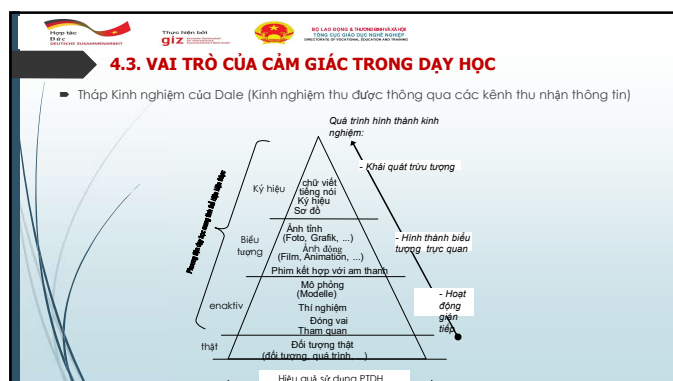 Hợp tác
Đức
DEUTSCHE ZUSAMMENARBEIT
Thực hiện bởi
giz
BỘ LAO ĐỘNG & THƯƠNG BINH VÀ XÃ HỘI
TỔNG CỤC GIÁO DỤC NGHỀ NGHIỆP
DIRECTORATE OF VOCATIONAL EDUCATION AND TRAINING
4.3. VAI TRÒ CỦA CẢM GIÁC TRONG DẠY HỌC
Tháp Kinh nghiệm của Dale (Kinh nghiệm thu được thông qua các kênh thu nhận thông tin)
Quá trình hình thành kinh
nghiệm:
- Khái quát trừu tượng
Ký hiệu
chữ viết
tiếng nói
Ký hiệu
Sơ đồ
Biểu
tượng
Ảnh tĩnh
(Foto, Grafik, ...)
Ảnh động
(Film, Animation, ...)
Phim kết hợp với am thanh
- Hình thành biểu
tượng trực quan
enaktiv
Mô phỏng
(Modelle)
Thí nghiệm
Đóng vai
Tham quan
- Hoạt
động
gián
tiếp
thật
Đối tượng thật
(đối tượng, quá trình, ...)
Hiệu quả sử dụng PTDH